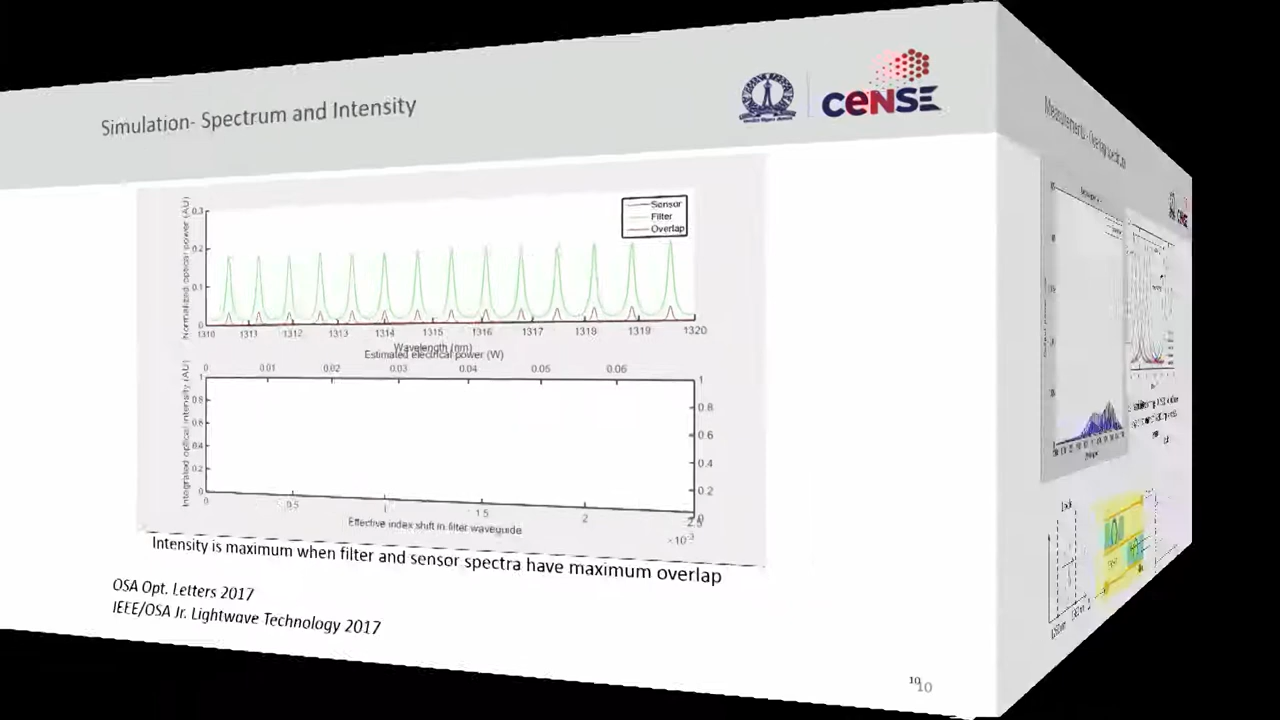 Simulation- Spectrum and Intensity
CeNSE
Normalized optical power (AU)
0.3
0.2
0.1
0
Sensor
Filter
Overlap
1310 1311 1312 1313 1314 1315 1316 1317 1318 1319 1320
Wavelength (nm)
Estimated electrical power (W)
0 0.01 0.02 0.03 0.04 0.05 0.06
Integrated optical intensity (AU)
1
0.8
0.6
0.4
0.2
0
1
0.8
0.6
0.4
0.2
0
0 0.5 1 1.5 2 2.5
Effective index shift in filter waveguide
×10⁻³
Intensity is maximum when filter and sensor spectra have maximum overlap
OSA Opt. Letters 2017
IEEE/OSA Jr. Lightwave Technology 2017
10
10
Measurements - Overlap spectrum
CeNSE